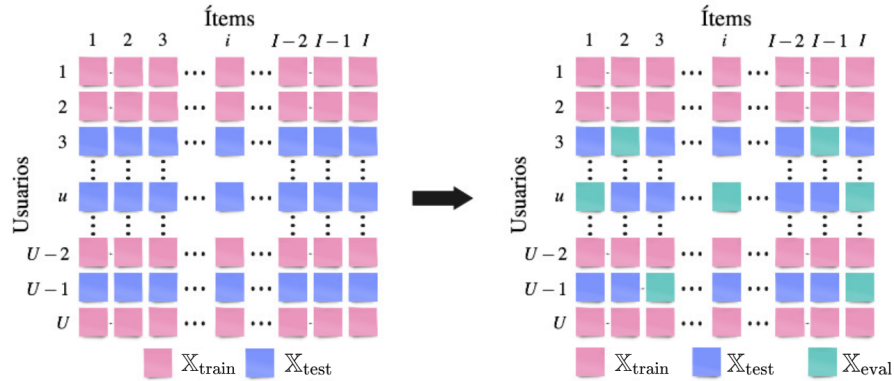 Ítems
1 2 3 i I − 2 I − 1 I
Usuarios
1
2
3
u
U − 2
U − 1
U
𝕏train 𝕏test
Ítems
1 2 3 i I − 2 I − 1 I
Usuarios
1
2
3
u
U − 2
U − 1
U
𝕏train 𝕏test 𝕏eval